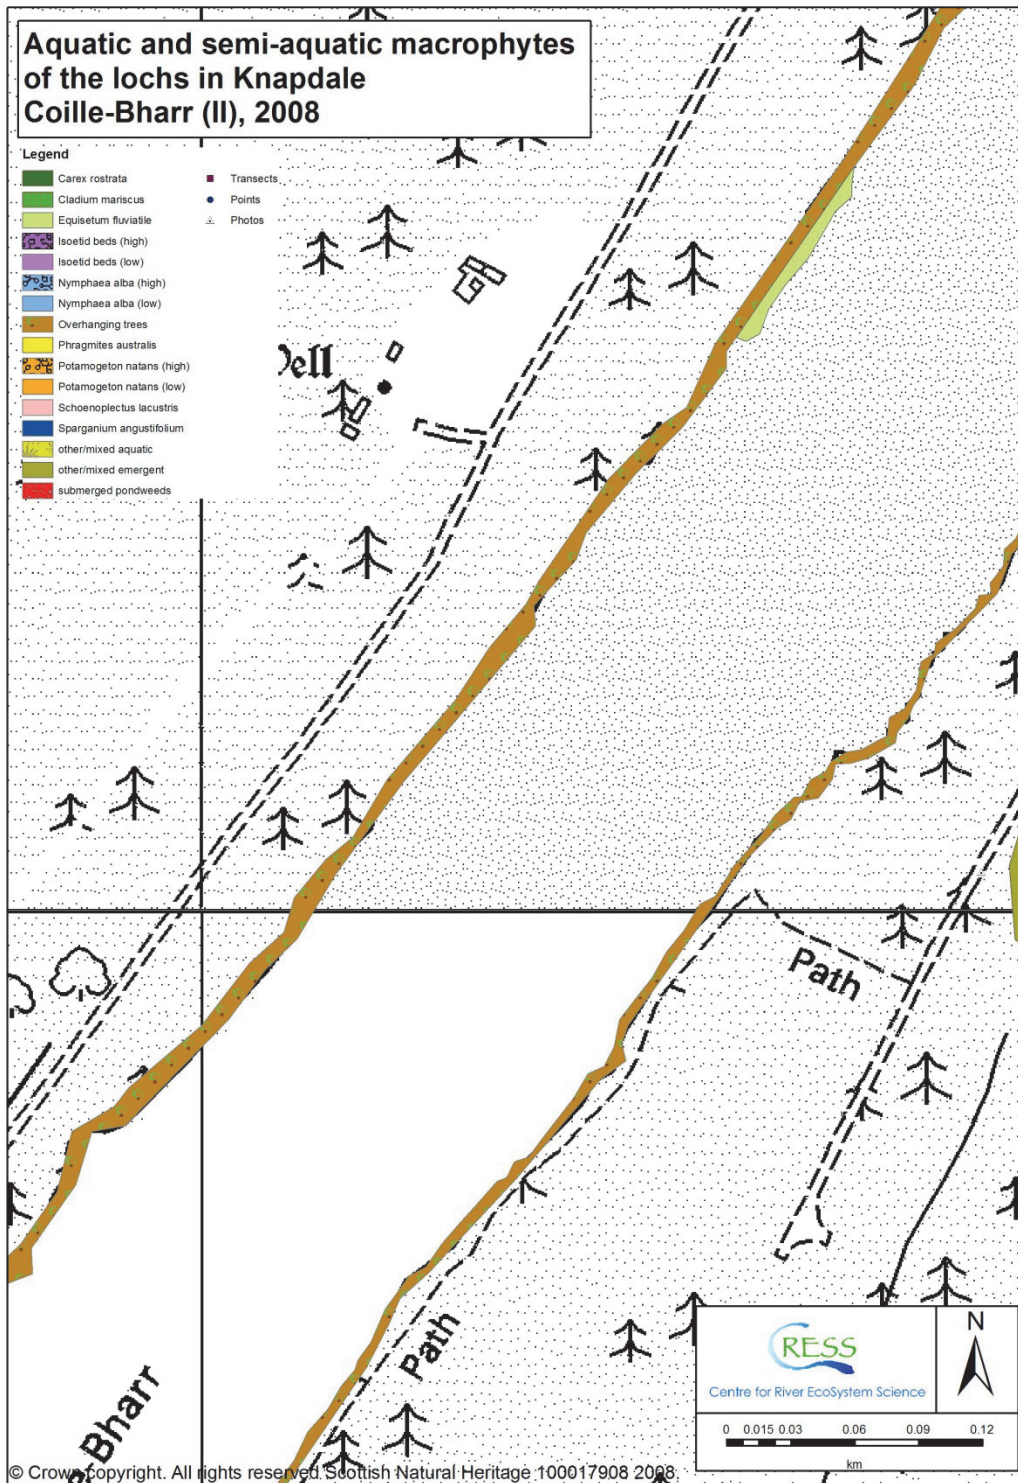 Aquatic and semi-aquatic macrophytes
of the lochs in Knapdale
Coille-Bharr (II), 2008
Legend
Carex rostrata
Cladium mariscus
Equisetum fluviatile
Isoetid beds (high)
Isoetid beds (low)
Nymphaea alba (high)
Nymphaea alba (low)
Overhanging trees
Phragmites australis
Potamogeton natans (high)
Potamogeton natans (low)
Schoenoplectus lacustris
Sparganium angustifolium
other/mixed aquatic
other/mixed emergent
submerged pondweeds
Transects
Points
Photos
Path
Path
-Bharr
CRESS
Centre for River EcoSystem Science
N
0 0.015 0.03 0.06 0.09 0.12
km
© Crown copyright. All rights reserved Scottish Natural Heritage 100017908 2008